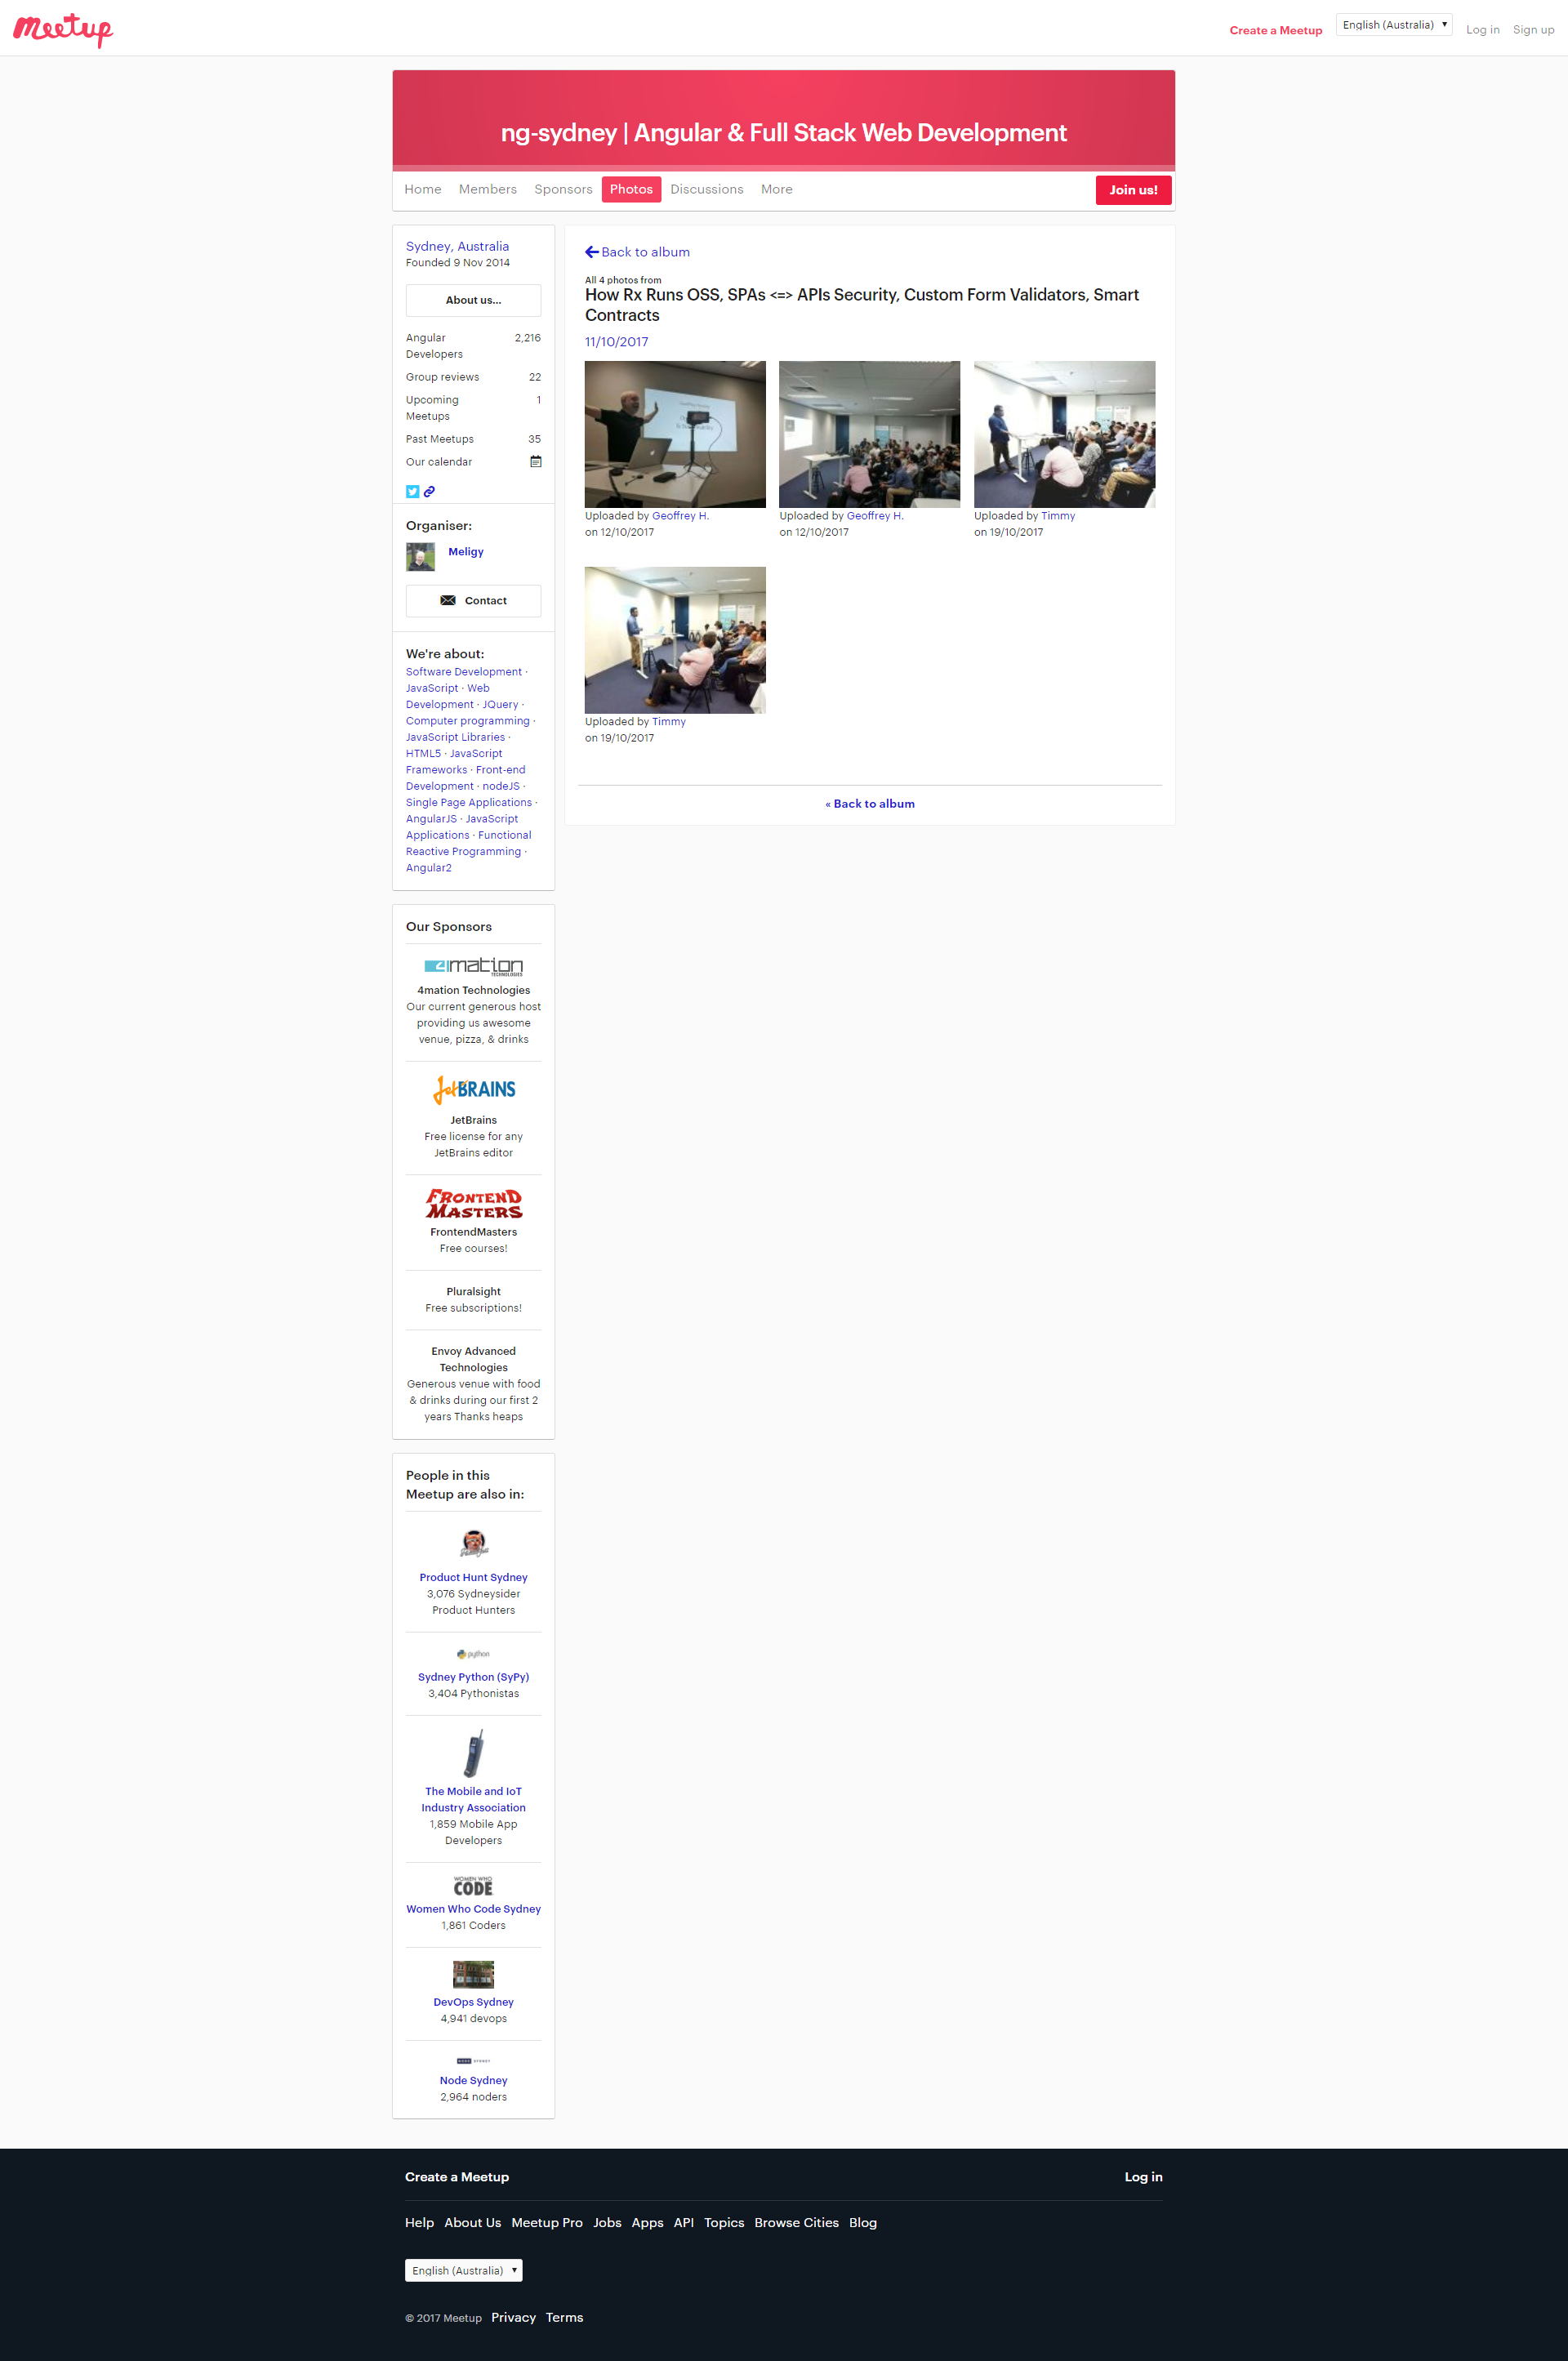 Meetup
Create a Meetup
English (Australia)
Log in
Sign up
ng-sydney | Angular & Full Stack Web Development
Home
Members
Sponsors
Photos
Discussions
More
Join us!
Sydney, Australia
Founded 9 Nov 2014
About us...
Angular 2,216
Developers
Group reviews 22
Upcoming 1
Meetups
Past Meetups 35
Our calendar
Organiser:
Meligy
Contact
We're about:
Software Development ·
JavaScript · Web
Development · JQuery ·
Computer programming ·
JavaScript Libraries ·
HTML5 · JavaScript
Frameworks · Front-end
Development · nodeJS ·
Single Page Applications ·
AngularJS · JavaScript
Applications · Functional
Reactive Programming ·
Angular2
Back to album
All 4 photos from
How Rx Runs OSS, SPAs <=> APIs Security, Custom Form Validators, Smart
Contracts
11/10/2017
Uploaded by Geoffrey H.
on 12/10/2017
Uploaded by Geoffrey H.
on 12/10/2017
Uploaded by Timmy
on 19/10/2017
Uploaded by Timmy
on 19/10/2017
« Back to album
Our Sponsors
4mation
TECHNOLOGIES
4mation Technologies
Our current generous host
providing us awesome
venue, pizza, & drinks
JetBRAINS
JetBrains
Free license for any
JetBrains editor
FRONTEND
MASTERS
FrontendMasters
Free courses!
Pluralsight
Free subscriptions!
Envoy Advanced
Technologies
Generous venue with food
& drinks during our first 2
years Thanks heaps
People in this
Meetup are also in:
Product Hunt Sydney
3,076 Sydneysider
Product Hunters
python
Sydney Python (SyPy)
3,404 Pythonistas
The Mobile and IoT
Industry Association
1,859 Mobile App
Developers
WOMEN WHO
CODE
Women Who Code Sydney
1,861 Coders
DevOps Sydney
4,941 devops
Node Sydney
2,964 noders
Create a Meetup
Log in
Help About Us Meetup Pro Jobs Apps API Topics Browse Cities Blog
English (Australia)
© 2017 Meetup Privacy Terms